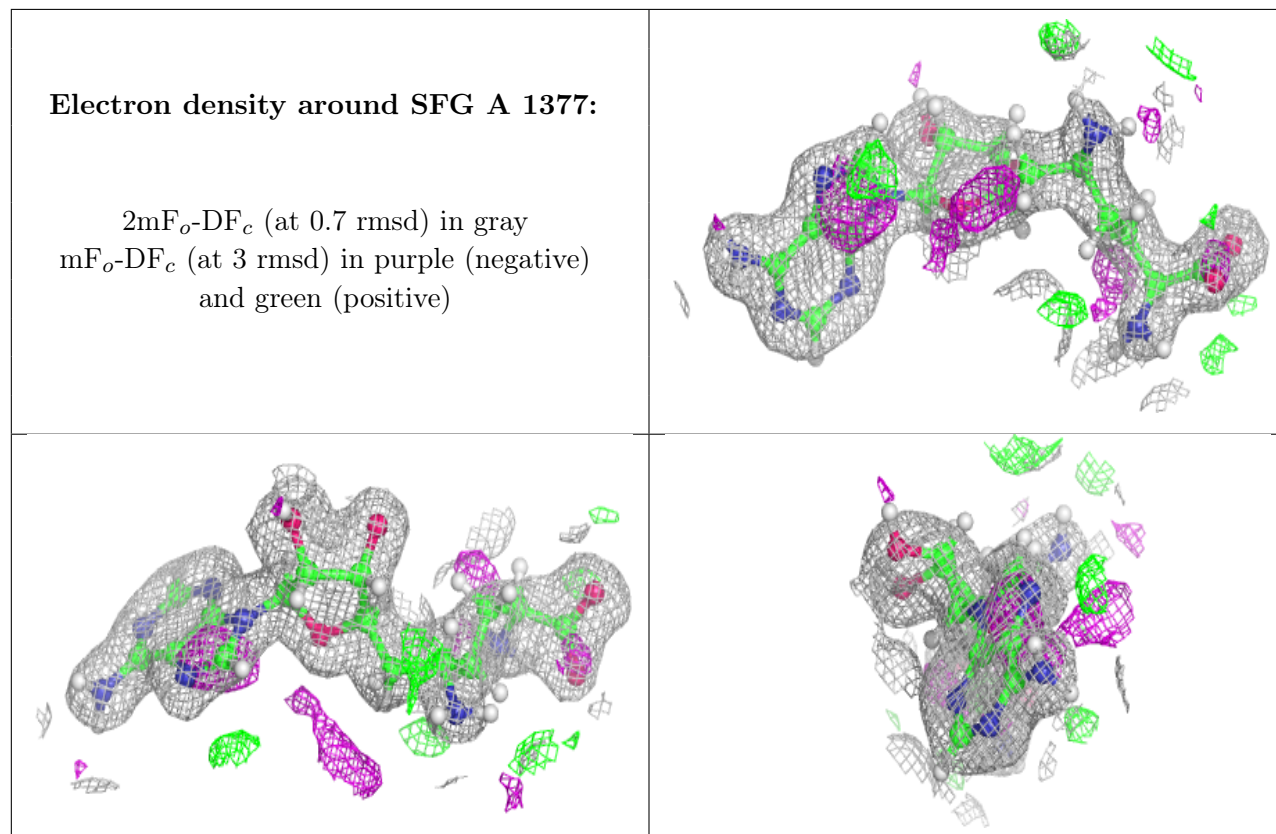 Electron density around SFG A 1377:
2mFo-DFc (at 0.7 rmsd) in gray
mFo-DFc (at 3 rmsd) in purple (negative)
and green (positive)